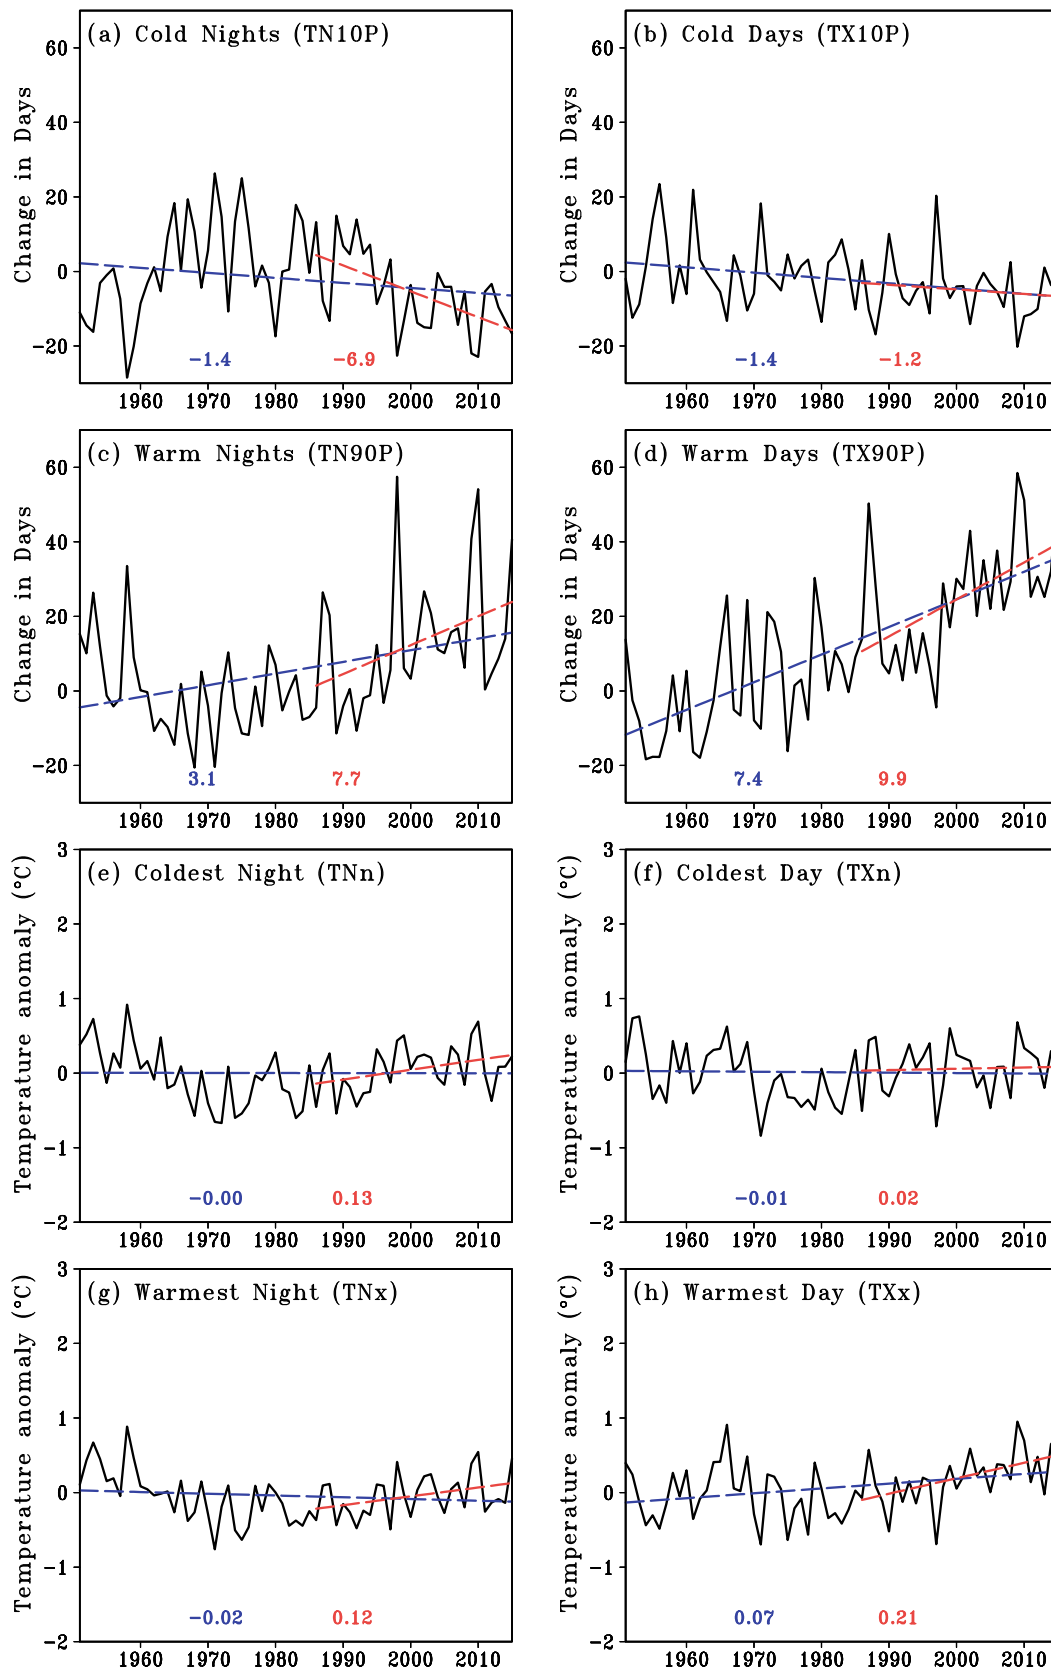 (a) Cold Nights (TN10P)
Change in Days
60
40
20
0
−20
−1.4
−6.9
1960 1970 1980 1990 2000 2010
(b) Cold Days (TX10P)
Change in Days
60
40
20
0
−20
−1.4
−1.2
1960 1970 1980 1990 2000 2010
(c) Warm Nights (TN90P)
Change in Days
60
40
20
0
−20
3.1
7.7
1960 1970 1980 1990 2000 2010
(d) Warm Days (TX90P)
Change in Days
60
40
20
0
−20
7.4
9.9
1960 1970 1980 1990 2000 2010
(e) Coldest Night (TNn)
Temperature anomaly (°C)
3
2
1
0
−1
−2
−0.00
0.13
1960 1970 1980 1990 2000 2010
(f) Coldest Day (TXn)
Temperature anomaly (°C)
3
2
1
0
−1
−2
−0.01
0.02
1960 1970 1980 1990 2000 2010
(g) Warmest Night (TNx)
Temperature anomaly (°C)
3
2
1
0
−1
−2
−0.02
0.12
1960 1970 1980 1990 2000 2010
(h) Warmest Day (TXx)
Temperature anomaly (°C)
3
2
1
0
−1
−2
0.07
0.21
1960 1970 1980 1990 2000 2010